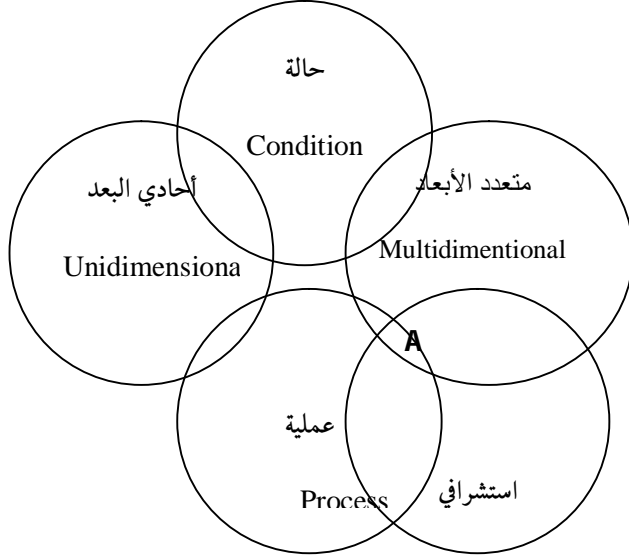 حالة
Condition
أحادي البعد
متعدد الأبعاد
Unidimensiona
Multidimentional
A
عملية
Process
استشرافي